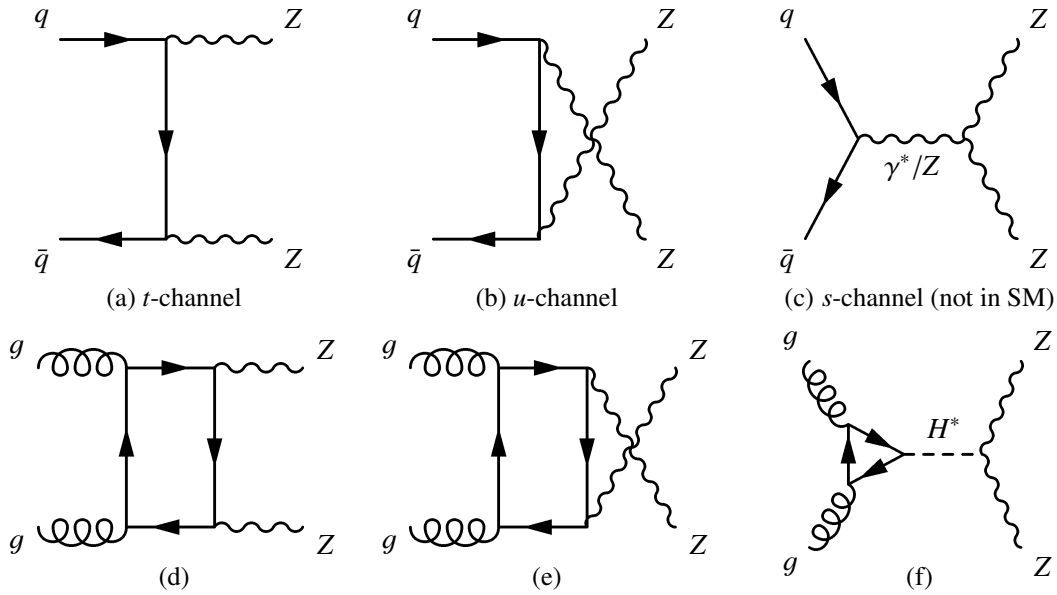 q Z q Z q Z
γ*/Z
q̄ Z q̄ Z q̄ Z
(a) t-channel (b) u-channel (c) s-channel (not in SM)
g Z g Z g Z
H*
g Z g Z g Z
(d) (e) (f)